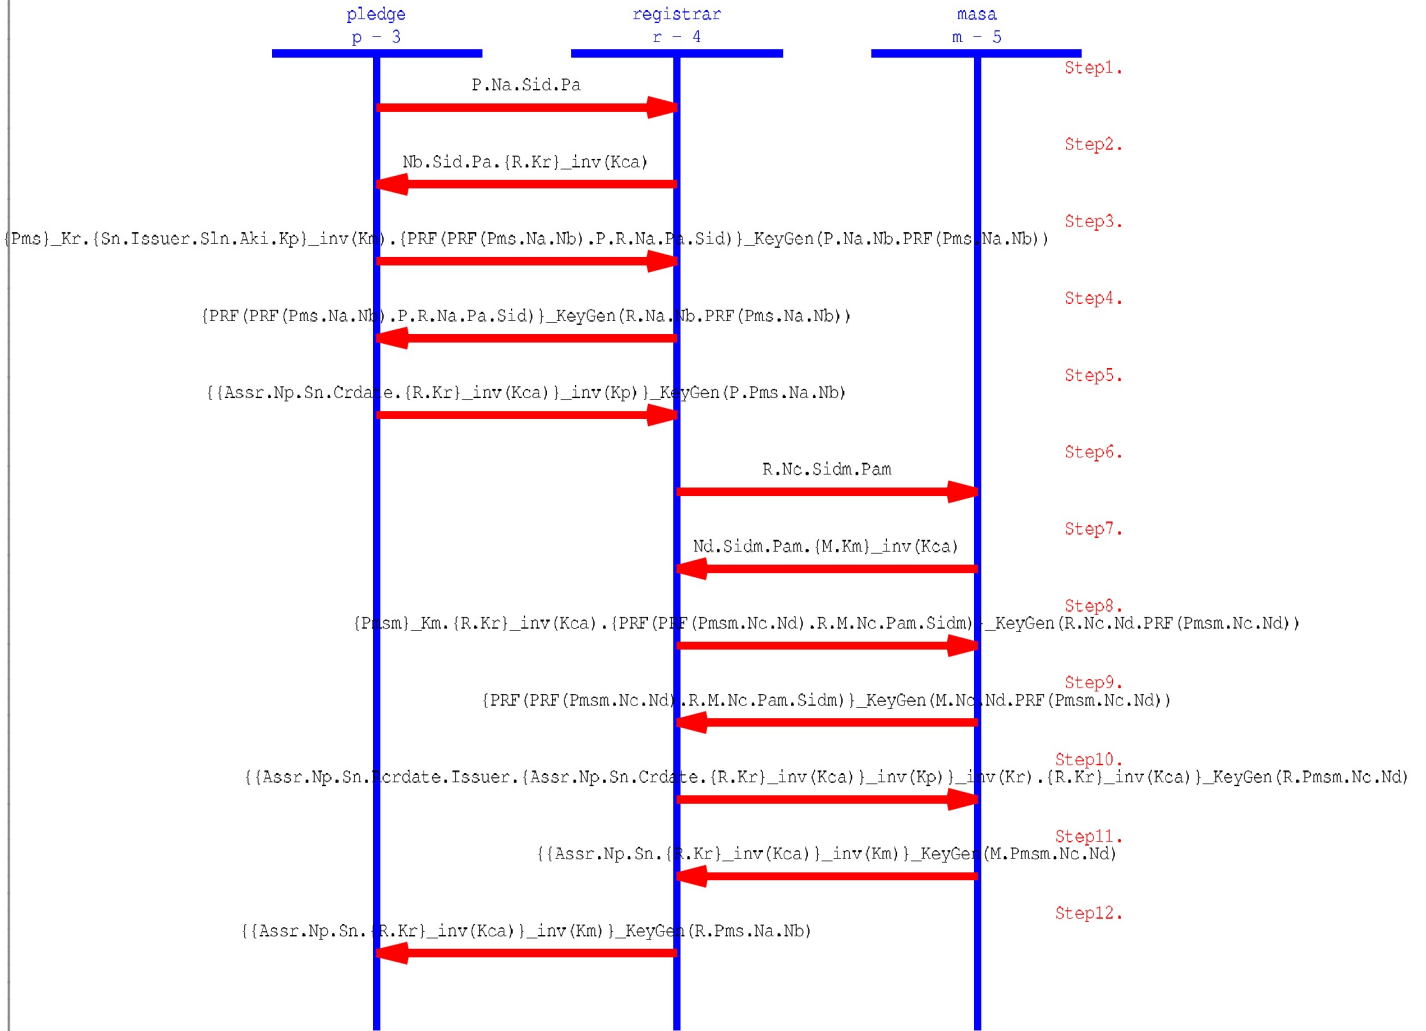 pledge registrar masa
p - 3 r - 4 m - 5
Step1.
P.Na.Sid.Pa
Step2.
Nb.Sid.Pa.{R.Kr}_inv(Kca)
Step3.
{Pms}_Kr.{Sn.Issuer.Sln.Aki.Kp}_inv(Km).{PRF(PRF(Pms.Na.Nb).P.R.Na.Pa.Sid)}_KeyGen(P.Na.Nb.PRF(Pms.Na.Nb))
Step4.
{PRF(PRF(Pms.Na.Nb).P.R.Na.Pa.Sid)}_KeyGen(R.Na.Nb.PRF(Pms.Na.Nb))
Step5.
{{Assr.Np.Sn.Crdate.{R.Kr}_inv(Kca)}_inv(Kp)}_KeyGen(P.Pms.Na.Nb)
Step6.
R.Nc.Sidm.Pam
Step7.
Nd.Sidm.Pam.{M.Km}_inv(Kca)
Step8.
{Pmsm}_Km.{R.Kr}_inv(Kca).{PRF(PRF(Pmsm.Nc.Nd).R.M.Nc.Pam.Sidm)}_KeyGen(R.Nc.Nd.PRF(Pmsm.Nc.Nd))
Step9.
{PRF(PRF(Pmsm.Nc.Nd).R.M.Nc.Pam.Sidm)}_KeyGen(M.Nc.Nd.PRF(Pmsm.Nc.Nd))
Step10.
{{Assr.Np.Sn.Rcrdate.Issuer.{Assr.Np.Sn.Crdate.{R.Kr}_inv(Kca)}_inv(Kp)}_inv(Kr).{R.Kr}_inv(Kca)}_KeyGen(R.Pmsm.Nc.Nd)
Step11.
{{Assr.Np.Sn.{R.Kr}_inv(Kca)}_inv(Km)}_KeyGen(M.Pmsm.Nc.Nd)
Step12.
{{Assr.Np.Sn.{R.Kr}_inv(Kca)}_inv(Km)}_KeyGen(R.Pms.Na.Nb)